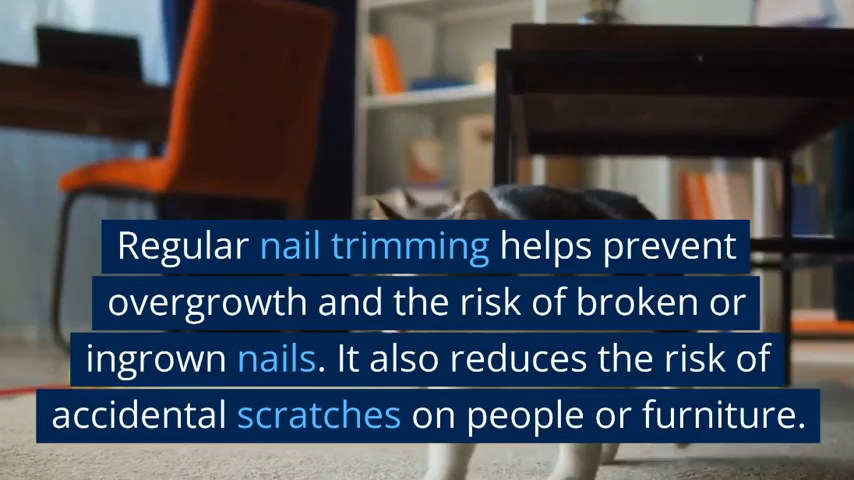 Regular nail trimming helps prevent
overgrowth and the risk of broken or
ingrown nails. It also reduces the risk of
accidental scratches on people or furniture.